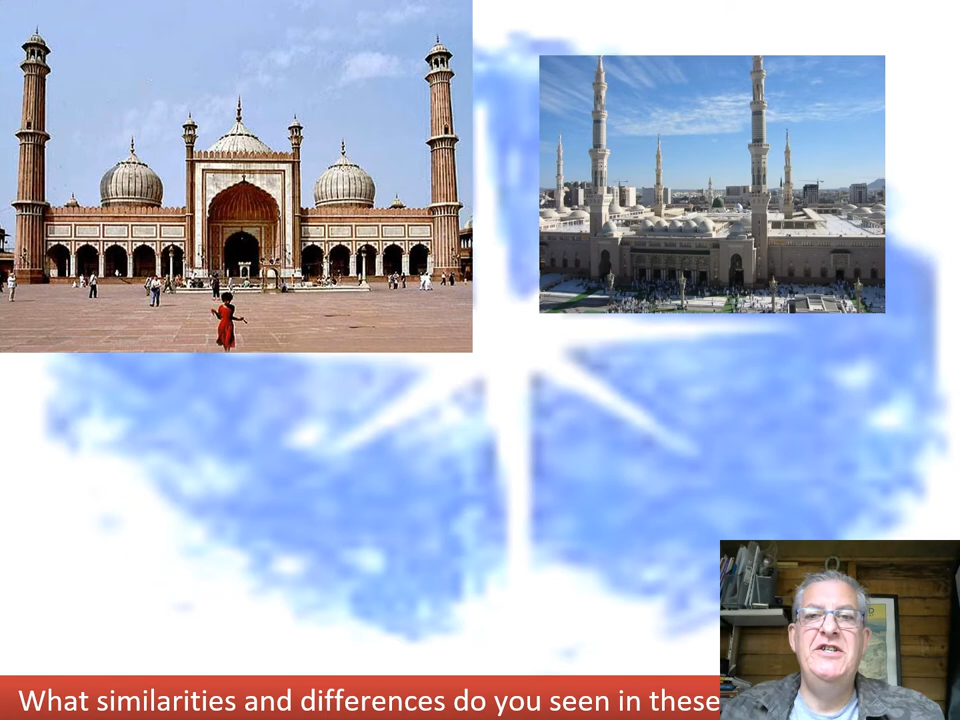 What similarities and differences do you seen in these